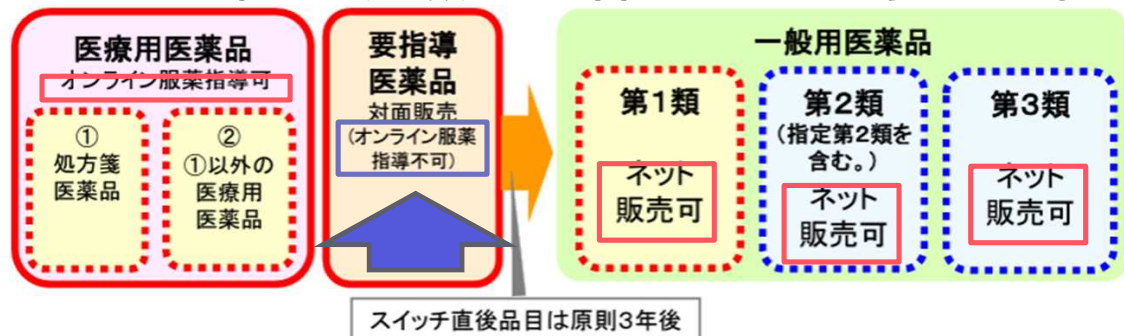 医療用医薬品
オンライン服薬指導可
①
処方箋
医薬品
②
①以外の
医療用
医薬品
要指導
医薬品
対面販売
(オンライン服薬
指導不可)
一般用医薬品
第1類
ネット
販売可
第2類
(指定第2類を
含む。)
ネット
販売可
第3類
ネット
販売可
スイッチ直後品目は原則3年後